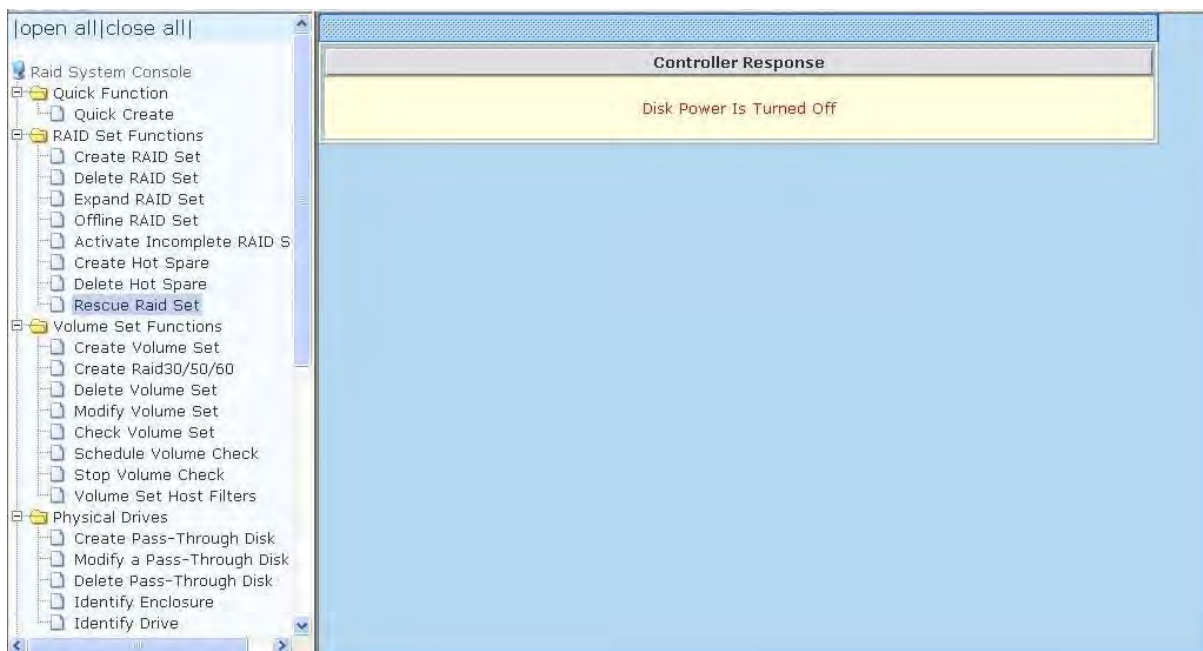 |open all|close all|
Raid System Console
Quick Function
Quick Create
RAID Set Functions
Create RAID Set
Delete RAID Set
Expand RAID Set
Offline RAID Set
Activate Incomplete RAID S
Create Hot Spare
Delete Hot Spare
Rescue Raid Set
Volume Set Functions
Create Volume Set
Create Raid30/50/60
Delete Volume Set
Modify Volume Set
Check Volume Set
Schedule Volume Check
Stop Volume Check
Volume Set Host Filters
Physical Drives
Create Pass-Through Disk
Modify a Pass-Through Disk
Delete Pass-Through Disk
Identify Enclosure
Identify Drive
Controller Response
Disk Power Is Turned Off